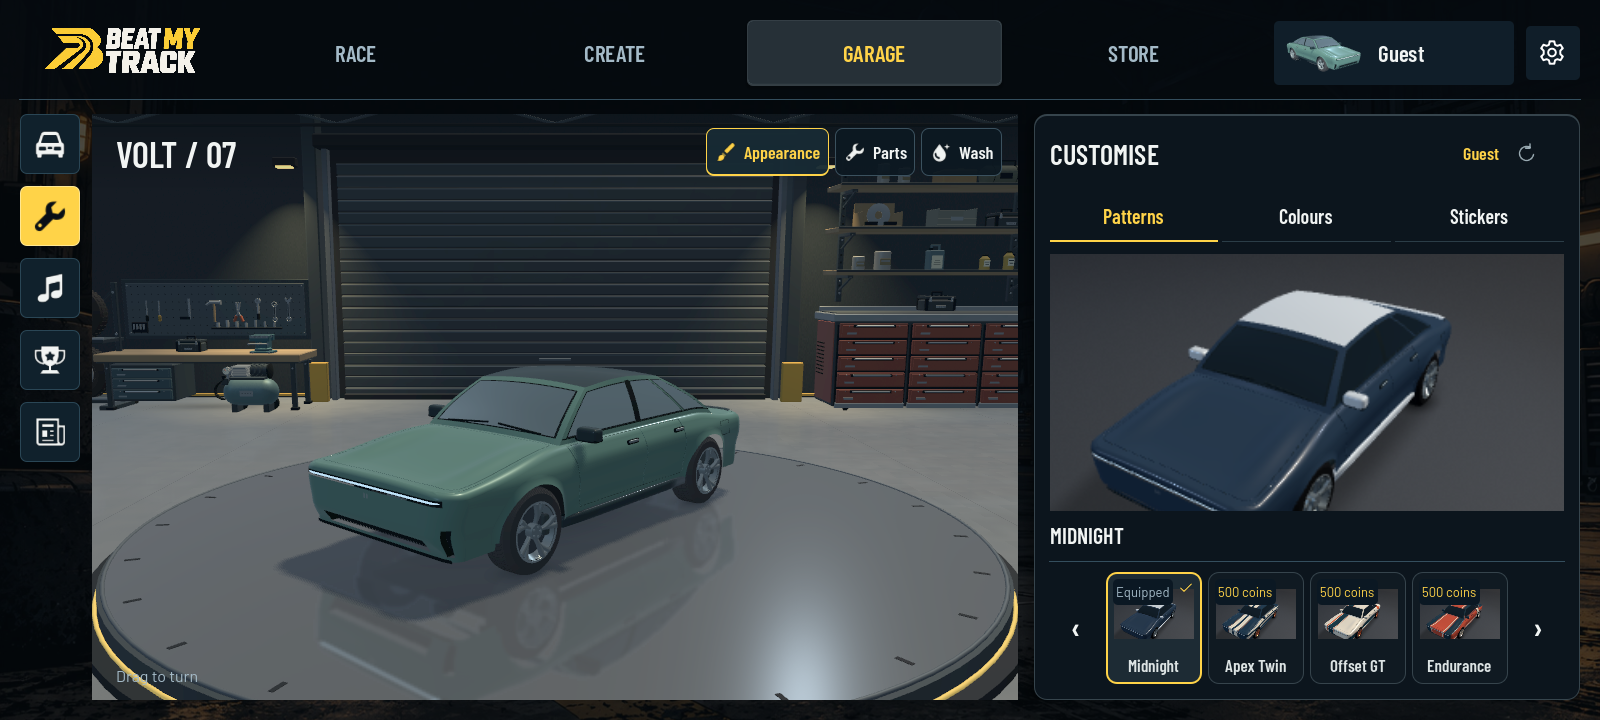 BEAT MY
TRACK
RACE
CREATE
GARAGE
STORE
Guest
VOLT / 07
Appearance
Parts
Wash
CUSTOMISE
Guest
Patterns
Colours
Stickers
MIDNIGHT
Equipped
500 coins
500 coins
500 coins
Midnight
Apex Twin
Offset GT
Endurance
Drag to turn